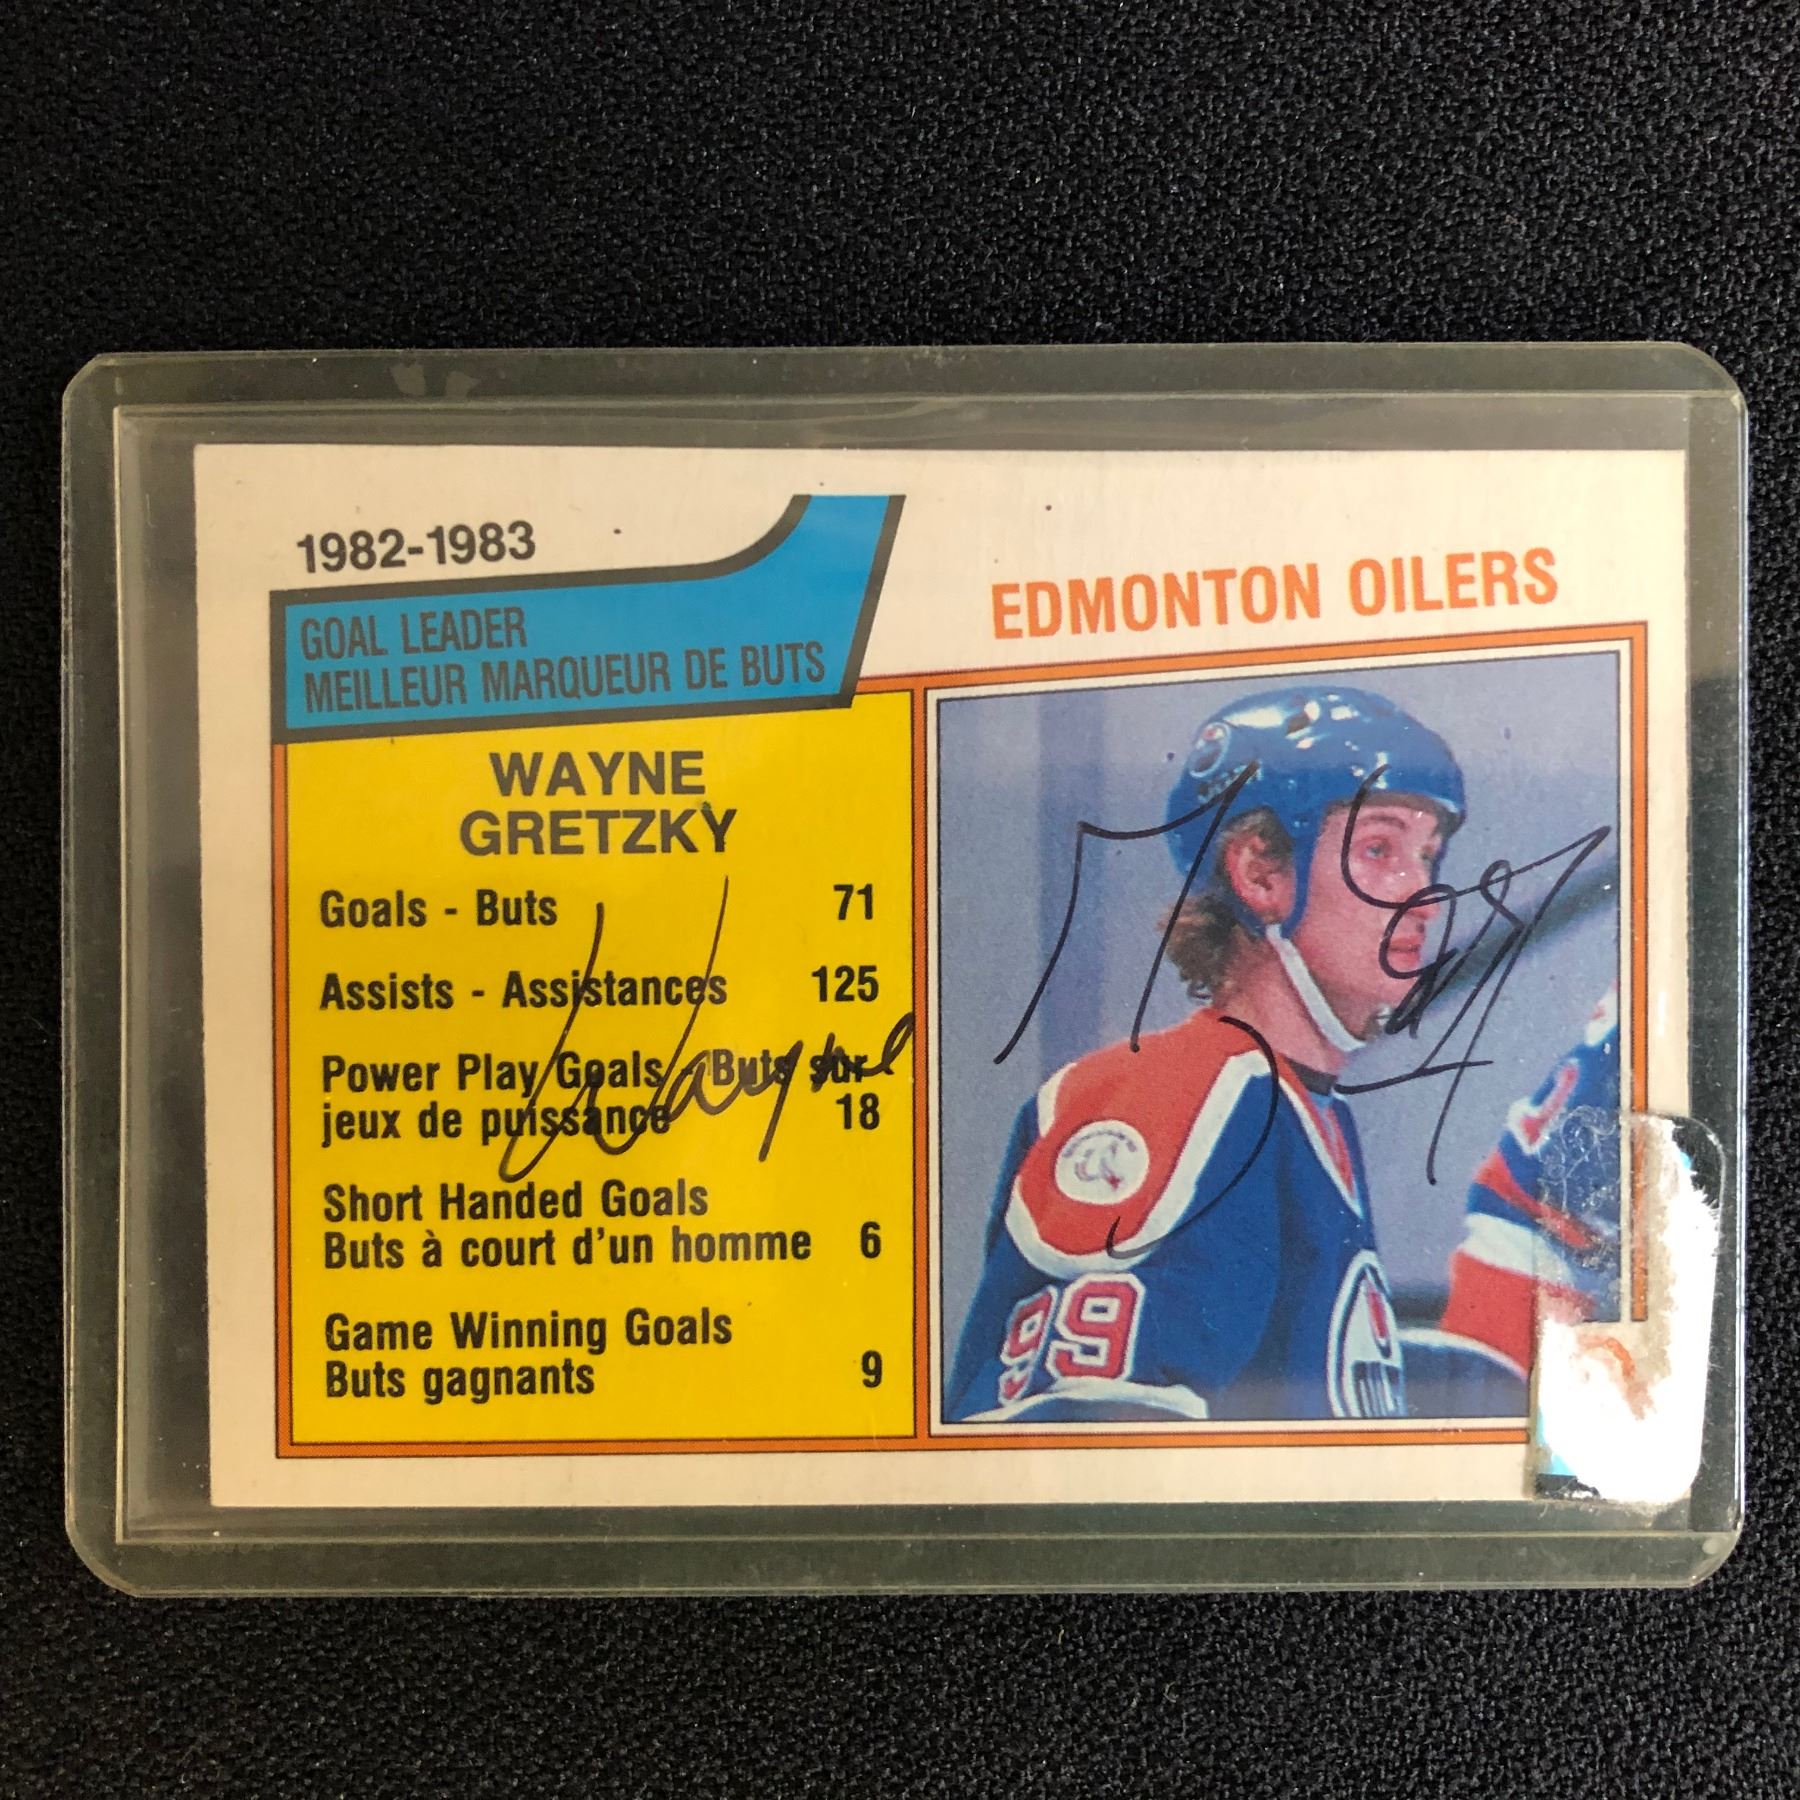 1982-1983
GOAL LEADER
MEILLEUR MARQUEUR DE BUTS
EDMONTON OILERS
WAYNE
GRETZKY
Goals - Buts 71
Assists - Assistances 125
Power Play Goals - Buts sur
jeux de puissance 18
Short Handed Goals
Buts à court d'un homme 6
Game Winning Goals
Buts gagnants 9
Wayne
99
OIL